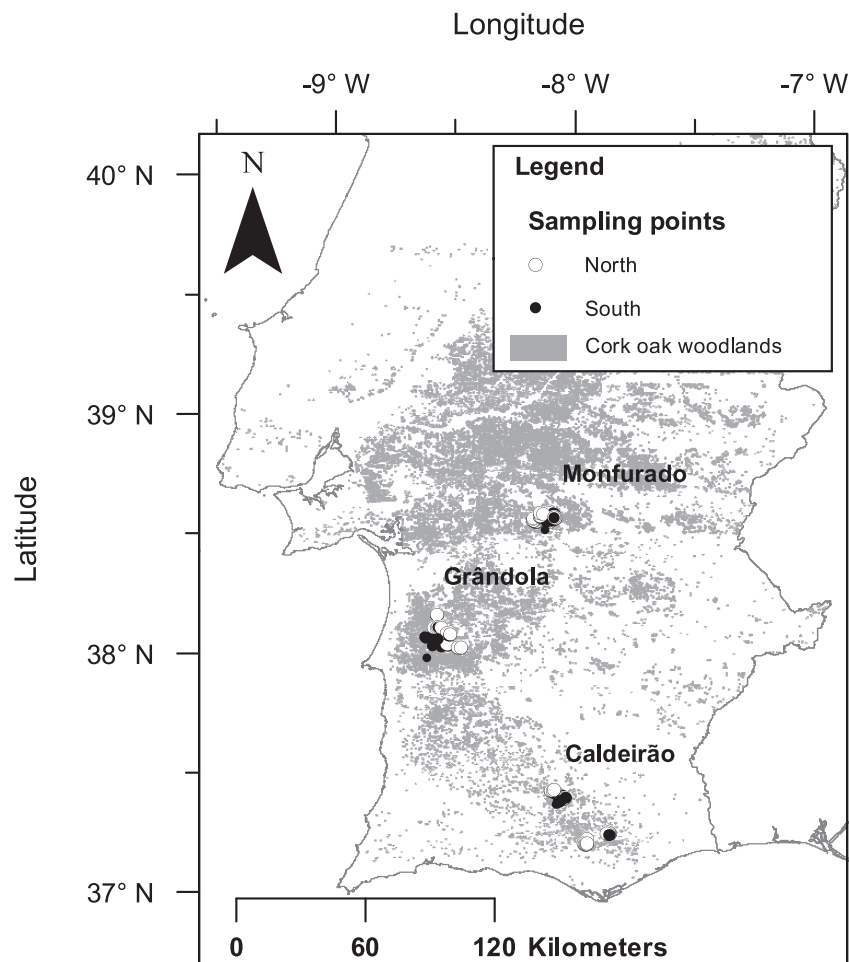 Longitude
-9° W -8° W -7° W
N
Legend
Sampling points
North
South
Cork oak woodlands
40° N
39° N
38° N
37° N
Latitude
Monfurado
Grândola
Caldeirão
0 60 120 Kilometers